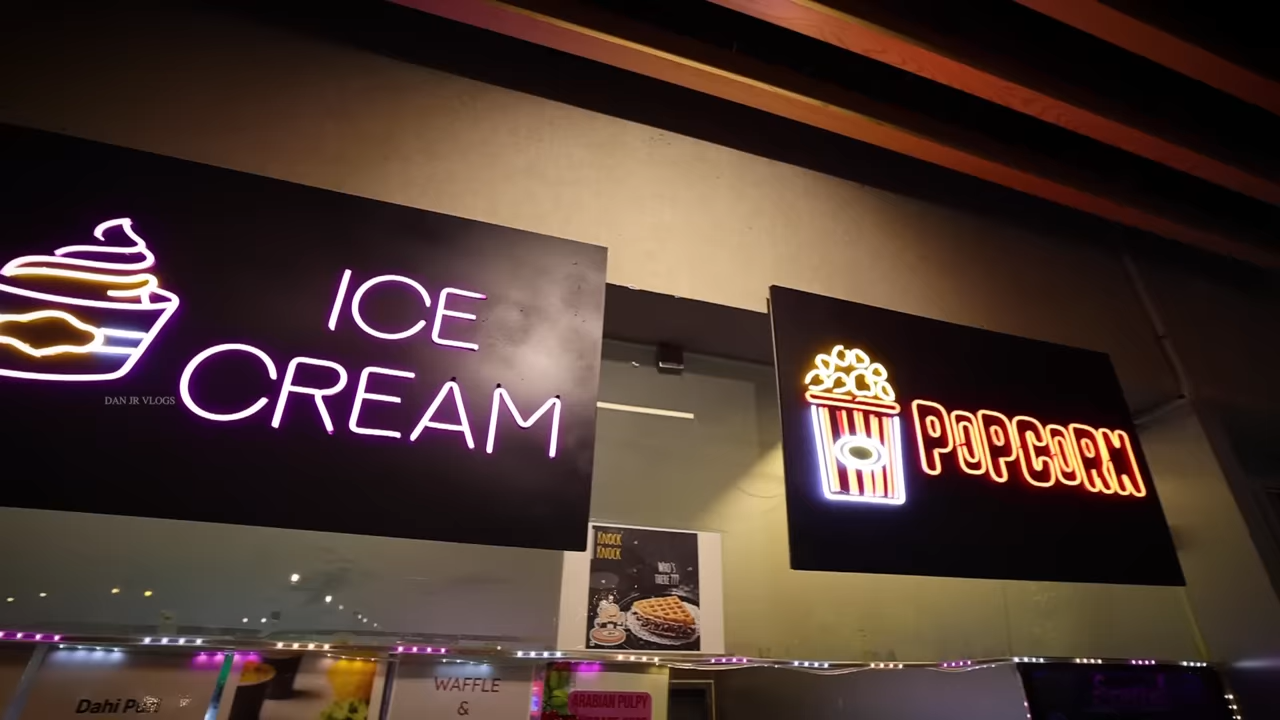 ICE
CREAM
DAN JR VLOGS
POPCORN
KNOCK
KNOCK
WHO'S
THERE ???
Dahi Puri
WAFFLE
&
ARABIAN PULPY